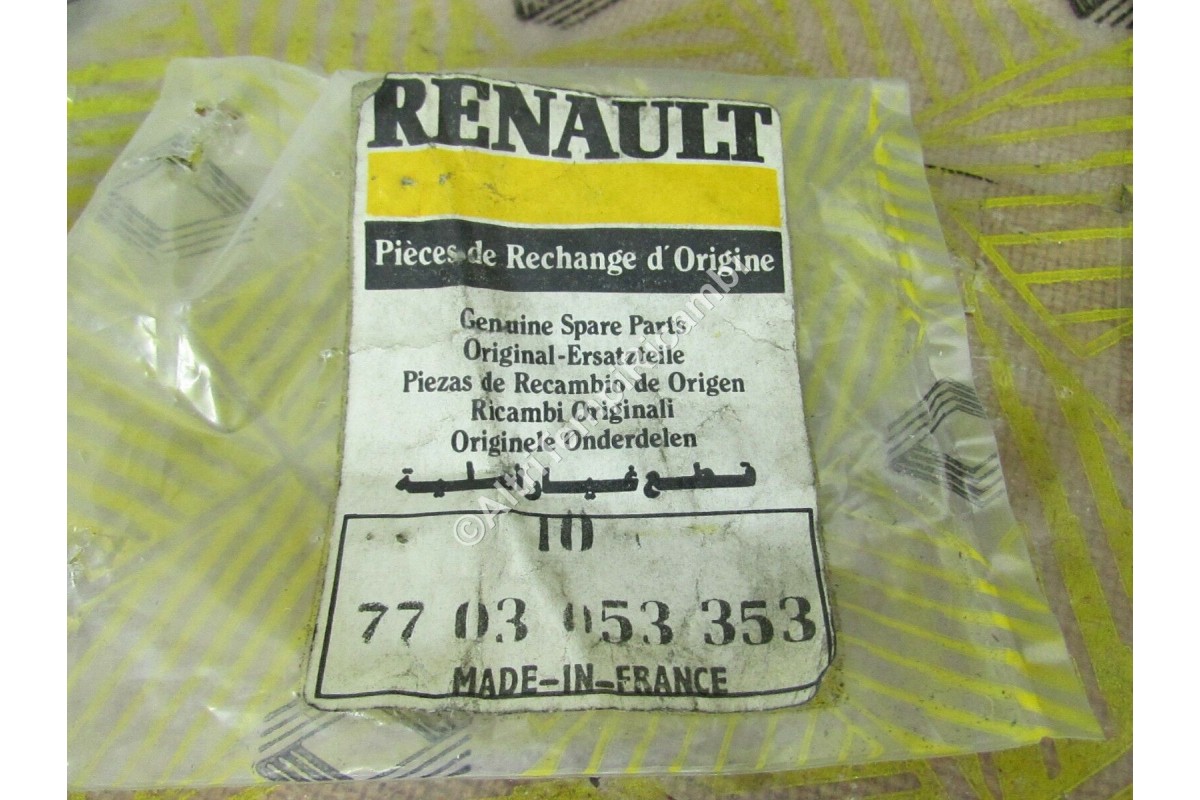 RENAULT
Pièces de Rechange d'Origine
Genuine Spare Parts
Original-Ersatzteile
Piezas de Recambio de Origen
Ricambi Originali
Originele Onderdelen
قطع غيار أصلية
10
77 03 053 353
MADE-IN-FRANCE